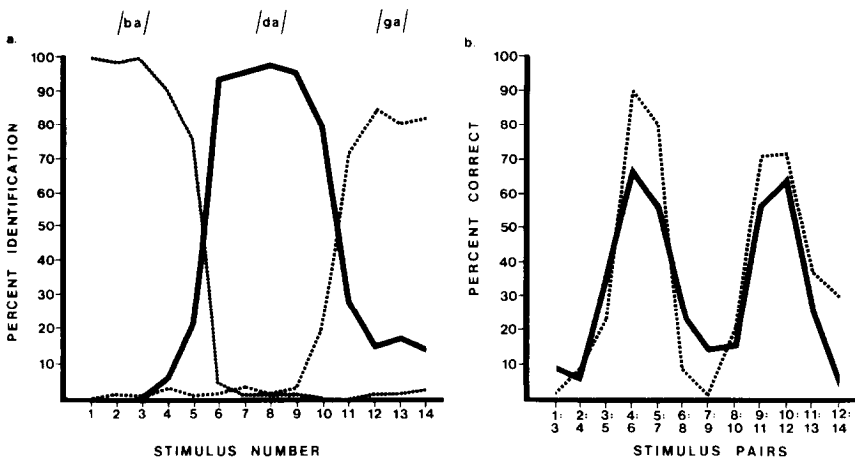 /ba/ /da/ /ga/
a.
100
90
80
70
60
50
40
30
20
10
PERCENT IDENTIFICATION
1 2 3 4 5 6 7 8 9 10 11 12 13 14
STIMULUS NUMBER
b.
100
90
80
70
60
50
40
30
20
10
PERCENT CORRECT
1: 2: 3: 4: 5: 6: 7: 8: 9: 10: 11: 12:
3 4 5 6 7 8 9 10 11 12 13 14
STIMULUS PAIRS